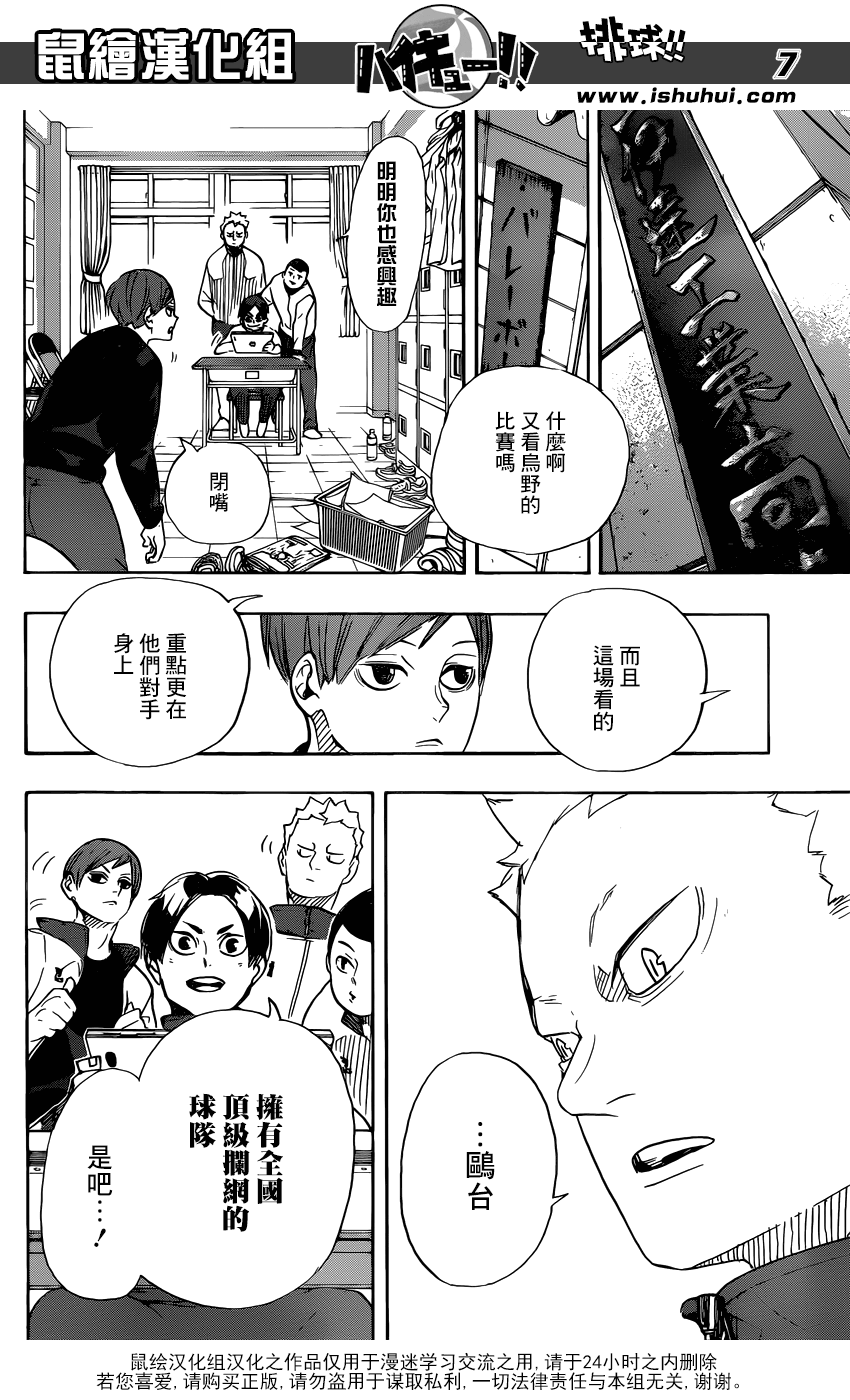 鼠繪漢化組
ハイキュー!!
排球!!
7
www.ishuhui.com
伊達工業高
バレーボー
什麼啊
又看烏野的
比賽嗎
明明你也感興趣
閉嘴
而且
這場看的
重點更在
他們對手
身上
…鷗台
擁有全國
頂級攔網的
球隊
是吧…！
鼠绘汉化组汉化之作品仅用于漫迷学习交流之用,请于24小时之内删除
若您喜爱,请购买正版,请勿盗用于谋取私利,一切法律责任与本组无关,谢谢。